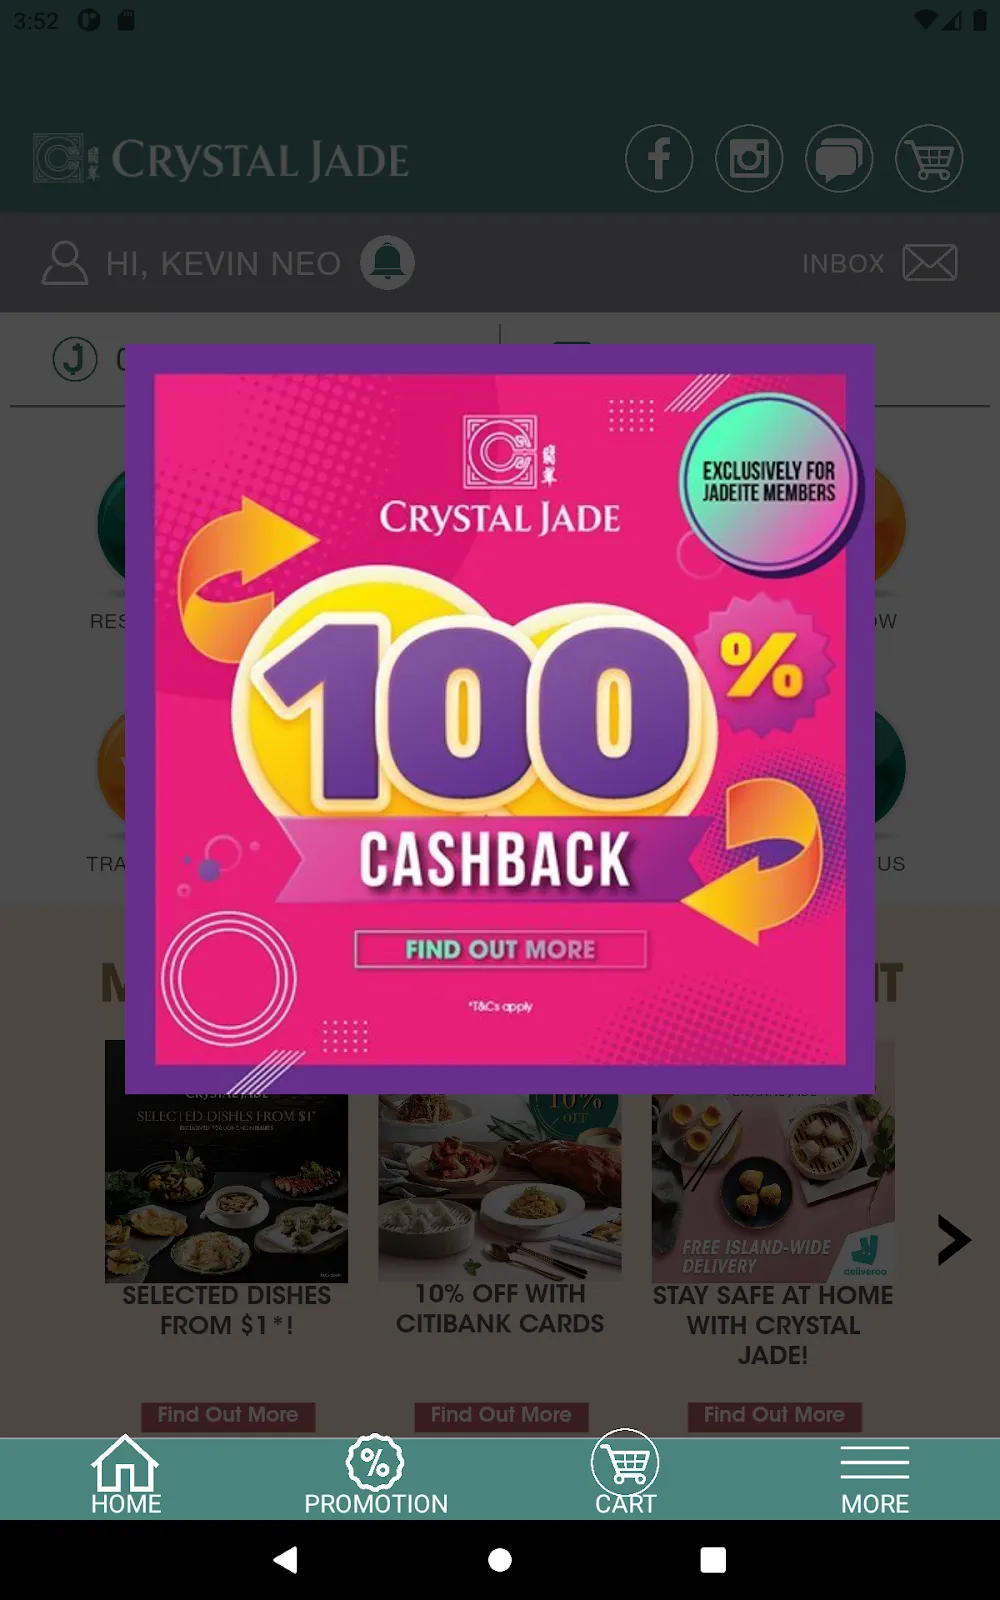 3:52
CRYSTAL JADE
HI, KEVIN NEO
INBOX
EXCLUSIVELY FOR
JADEITE MEMBERS
CRYSTAL JADE
100%
CASHBACK
FIND OUT MORE
*T&Cs apply
SELECTED DISHES FROM $1*
10%
OFF
FREE ISLAND-WIDE
DELIVERY
deliveroo
SELECTED DISHES
FROM $1*!
10% OFF WITH
CITIBANK CARDS
STAY SAFE AT HOME
WITH CRYSTAL
JADE!
Find Out More
Find Out More
Find Out More
HOME
PROMOTION
CART
MORE